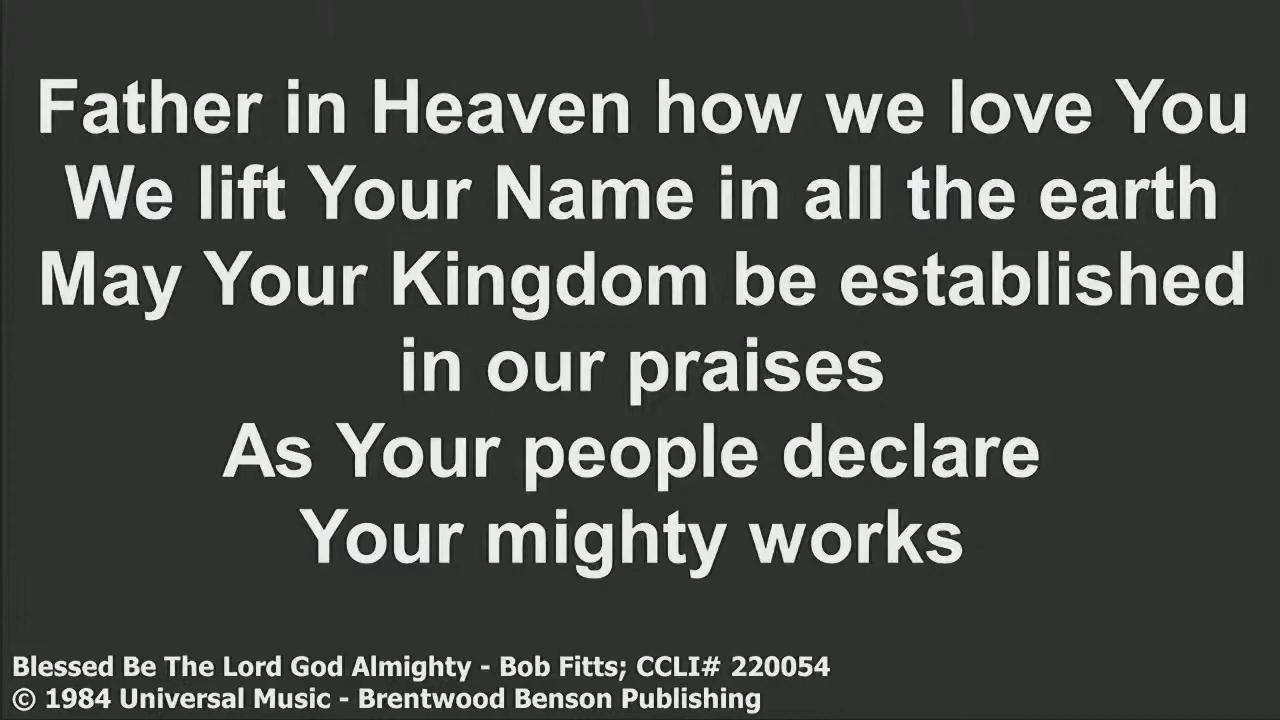 Father in Heaven how we love You
We lift Your Name in all the earth
May Your Kingdom be established
in our praises
As Your people declare
Your mighty works
Blessed Be The Lord God Almighty - Bob Fitts; CCLI# 220054
© 1984 Universal Music - Brentwood Benson Publishing